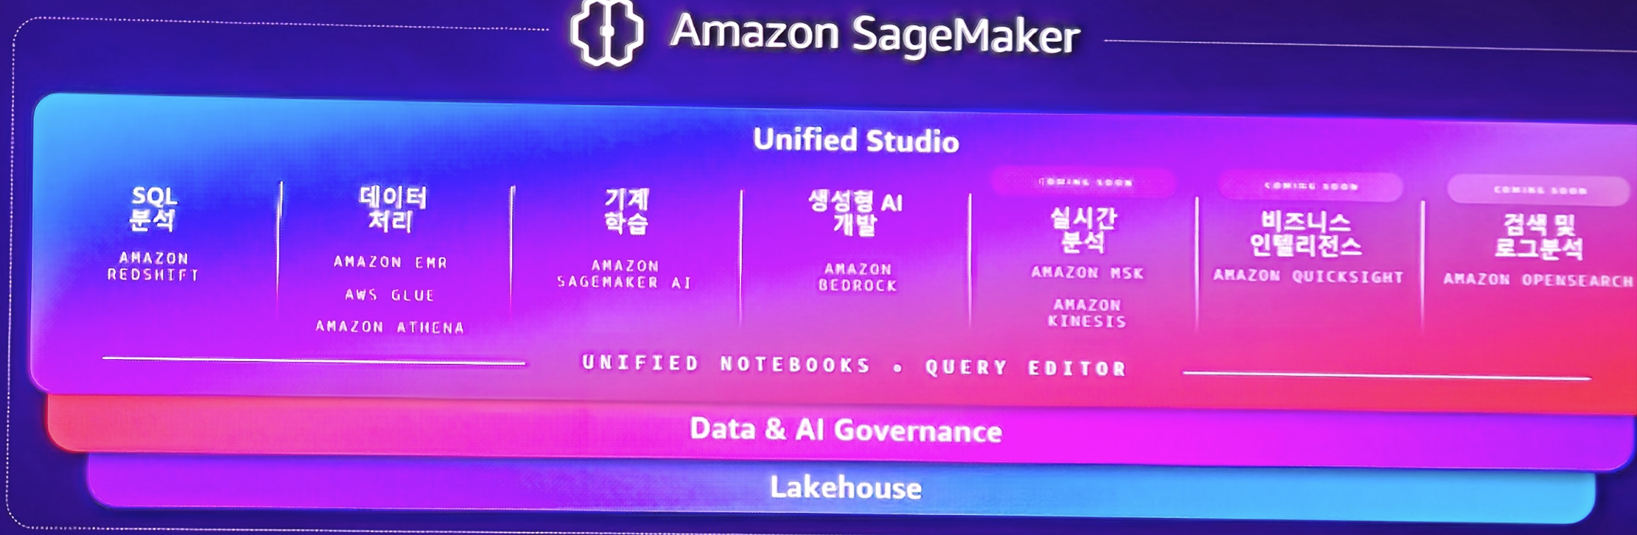 Amazon SageMaker
Unified Studio
SQL
분석
AMAZON
REDSHIFT
데이터
처리
AMAZON EMR
AWS GLUE
AMAZON ATHENA
기계
학습
AMAZON
SAGEMAKER AI
생성형 AI
개발
AMAZON
BEDROCK
COMING SOON
실시간
분석
AMAZON MSK
AMAZON
KINESIS
COMING SOON
비즈니스
인텔리전스
AMAZON QUICKSIGHT
COMING SOON
검색 및
로그분석
AMAZON OPENSEARCH
UNIFIED NOTEBOOKS • QUERY EDITOR
Data & AI Governance
Lakehouse